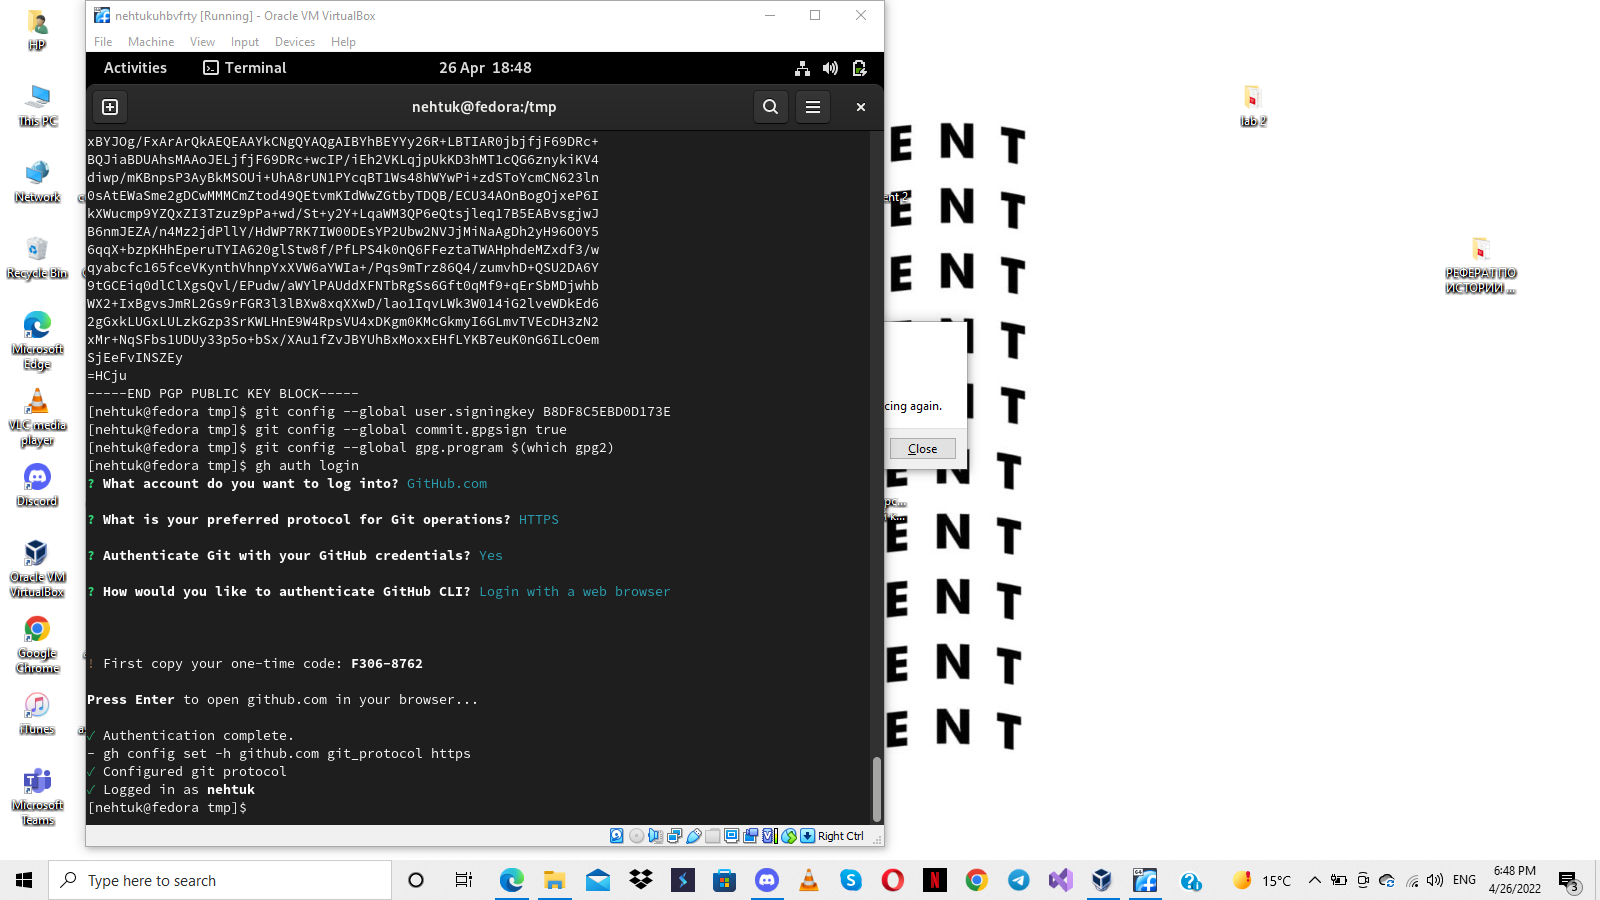 nehtukuhbvfrty [Running] - Oracle VM VirtualBox
File Machine View Input Devices Help
Activities Terminal 26 Apr 18:48
nehtuk@fedora:/tmp
xBYJOg/FxArArQkAEQEAAYkCNgQYAQgAIBYhBEYYy26R+LBTIAR0jbjfjF69DRc+
BQJiaBDUAhsMAAoJELjfjF69DRc+wcIP/iEh2VKLqjpUkKD3hMT1cQG6znykiKV4
diwp/mKBnpsP3AyBkMSOUi+UhA8rUN1PYcqBT1Ws48hWYwPi+zdSToYcmCN623ln
0sAtEWaSme2gDCwMMMCmZtod49QEtvmKIdWwZGtbyTDQB/ECU34AOnBogOjxeP6I
kXWucmp9YZQxZI3Tzuz9pPa+wd/St+y2Y+LqaWM3QP6eQtsjleq17B5EABvsgjwJ
B6nmJEZA/n4Mz2jdPllY/HdWP7RK7IW00DEsYP2Ubw2NVJjMiNaAgDh2yH96O0Y5
6qqX+bzpKHhEperuTYIA620glStw8f/PfLPS4k0nQ6FFeztaTWAHphdeMZxdf3/w
qyabcfc165fceVKynthVhnpYxXVW6aYWIa+/Pqs9mTrz86Q4/zumvhD+QSU2DA6Y
9tGCEiq0dlClXgsQvl/EPudw/aWYlPAUddXFNTbRgSs6Gft0qMf9+qErSbMDjwhb
WX2+IxBgvsJmRL2Gs9rFGR3l3lBXw8xqXXwD/lao1IqvLWk3W014iG2lveWDkEd6
2gGxkLUGxLULzkGzp3SrKWLHnE9W4RpsVU4xDKgm0KMcGkmyI6GLmvTVEcDH3zN2
xMr+NqSFbs1UDUy33p5o+bSx/XAu1fZvJBYUhBxMoxxEHfLYKB7euK0nG6ILcOem
SjEeFvINSZEy
=HCju
-----END PGP PUBLIC KEY BLOCK-----
[nehtuk@fedora tmp]$ git config --global user.signingkey B8DF8C5EBD0D173E
[nehtuk@fedora tmp]$ git config --global commit.gpgsign true
[nehtuk@fedora tmp]$ git config --global gpg.program $(which gpg2)
[nehtuk@fedora tmp]$ gh auth login
? What account do you want to log into? GitHub.com
? What is your preferred protocol for Git operations? HTTPS
? Authenticate Git with your GitHub credentials? Yes
? How would you like to authenticate GitHub CLI? Login with a web browser
! First copy your one-time code: F306-8762
Press Enter to open github.com in your browser...
✓ Authentication complete.
- gh config set -h github.com git_protocol https
✓ Configured git protocol
✓ Logged in as nehtuk
[nehtuk@fedora tmp]$
Right Ctrl
HP
This PC
Network
Recycle Bin
Microsoft
Edge
VLC media
player
Discord
Oracle VM
VirtualBox
Google
Chrome
iTunes
Microsoft
Teams
ent 2
cing again.
Close
ENT
ENT
ENT
T
T
T
ENT
ENT
ENT
ENT
lab 2
РЕФЕРАТ ПО
ИСТОРИИ ...
Type here to search
15°C
ENG
6:48 PM
4/26/2022
3